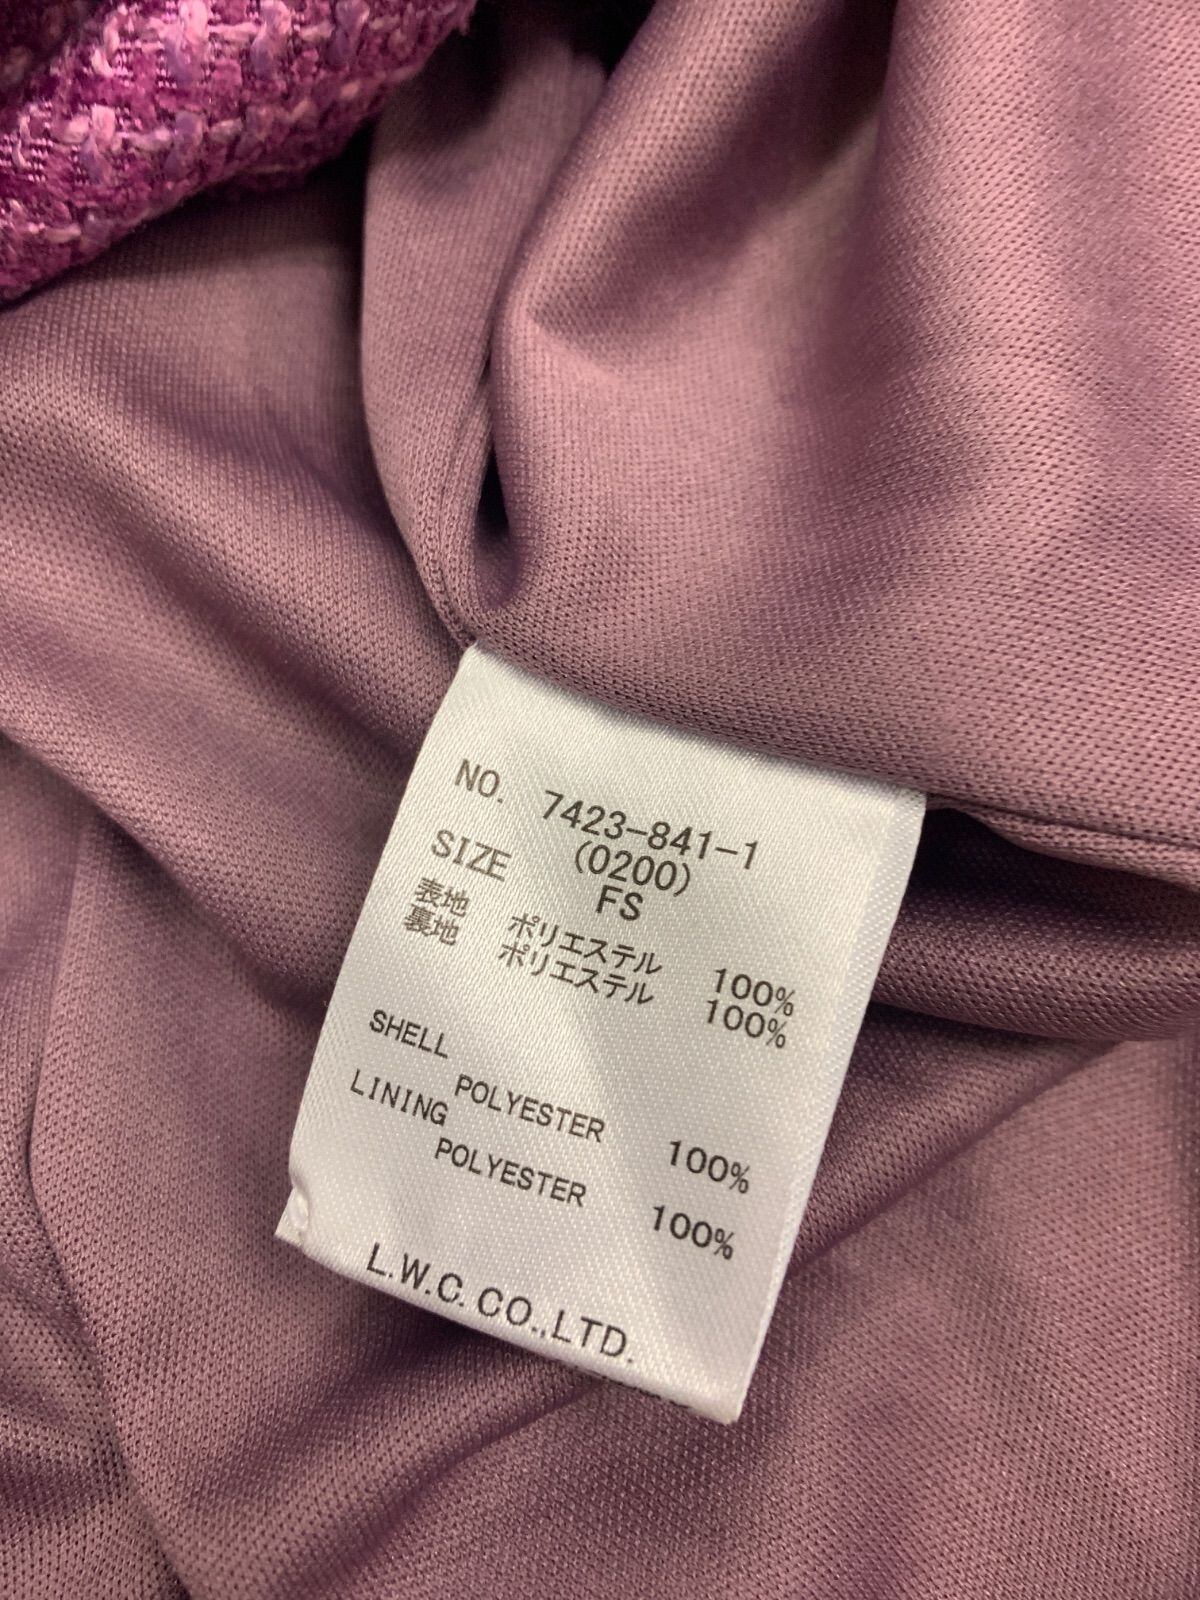 NO. 7423-841-1
(0200)
SIZE FS
表地 ポリエステル 100%
裏地 ポリエステル 100%
SHELL
POLYESTER 100%
LINING
POLYESTER 100%
L.W.C. CO.,LTD.